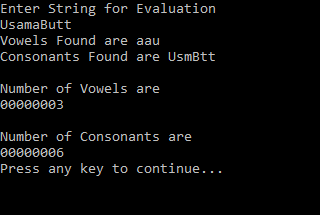 Enter String for Evaluation
UsamaButt
Vowels Found are aau
Consonants Found are UsmBtt
Number of Vowels are
00000003
Number of Consonants are
00000006
Press any key to continue...